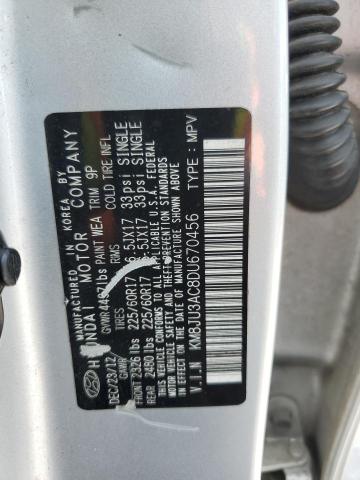 MANUFACTURED IN KOREA BY
HYUNDAI MOTOR COMPANY
DEC/23/12 GVWR 4497 lbs PAINT MEA TRIM 9P
GAWR TIRES RIMS COLD TIRE INFL
FRONT 2326 lbs 225/60R17 6.5JX17 33psi SINGLE
REAR 2480 lbs 225/60R17 6.5JX17 33psi SINGLE
THIS VEHICLE CONFORMS TO ALL APPLICABLE U.S.A. FEDERAL
MOTOR VEHICLE SAFETY AND THEFT PREVENTION STANDARDS
IN EFFECT ON THE DATE OF MANUFACTURE SHOWN ABOVE.
V.I.N KM8JU3AC8DU670456 TYPE : MPV